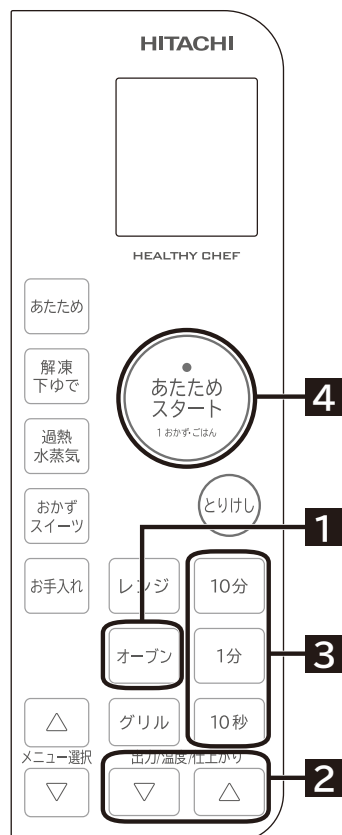 HITACHI
HEALTHY CHEF
あたため
解凍
下ゆで
過熱
水蒸気
おかず
スイーツ
お手入れ
あたため
スタート
1 おかず・ごはん
4
とりけし
1
レンジ
10分
オーブン
1分
3
グリル
10秒
メニュー選択
出力/温度/仕上がり
2